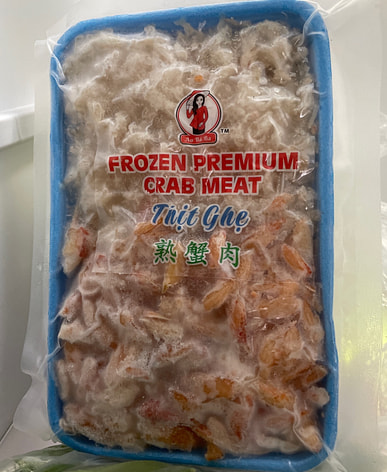 TM
FROZEN PREMIUM
CRAB MEAT
Thịt Ghẹ
熟蟹肉